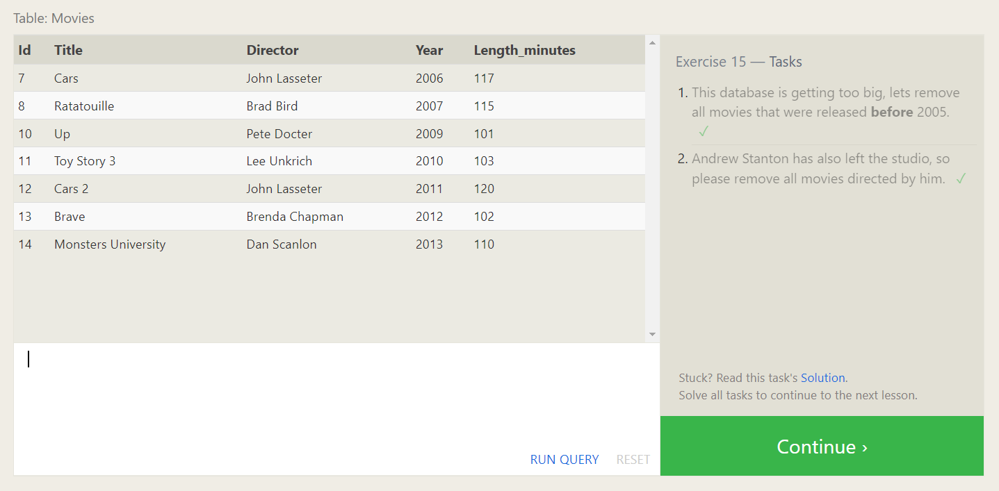 Table: Movies
Id Title Director Year Length_minutes
7 Cars John Lasseter 2006 117
8 Ratatouille Brad Bird 2007 115
10 Up Pete Docter 2009 101
11 Toy Story 3 Lee Unkrich 2010 103
12 Cars 2 John Lasseter 2011 120
13 Brave Brenda Chapman 2012 102
14 Monsters University Dan Scanlon 2013 110
RUN QUERY RESET
Exercise 15 — Tasks
1. This database is getting too big, lets remove
all movies that were released before 2005.
✓
2. Andrew Stanton has also left the studio, so
please remove all movies directed by him. ✓
Stuck? Read this task's Solution.
Solve all tasks to continue to the next lesson.
Continue ›